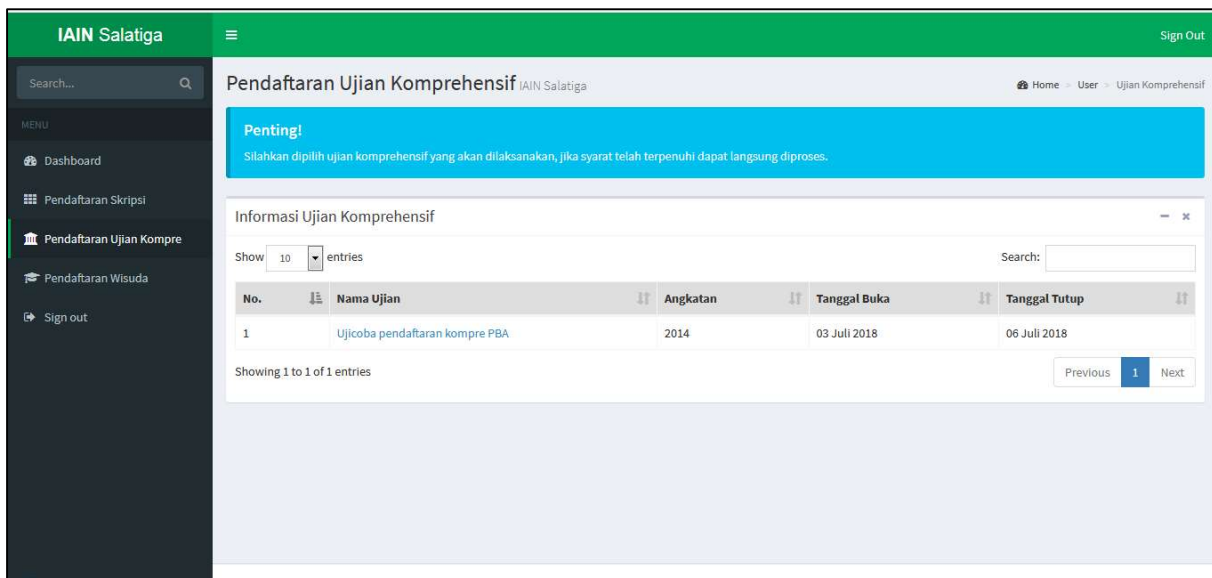 IAIN Salatiga
Sign Out
Search...
MENU
Dashboard
Pendaftaran Skripsi
Pendaftaran Ujian Kompre
Pendaftaran Wisuda
Sign out
Pendaftaran Ujian Komprehensif IAIN Salatiga
Home > User > Ujian Komprehensif
Penting!
Silahkan dipilih ujian komprehensif yang akan dilaksanakan, jika syarat telah terpenuhi dapat langsung diproses.
Informasi Ujian Komprehensif
Show 10 entries Search:
No. Nama Ujian Angkatan Tanggal Buka Tanggal Tutup
1 Ujicoba pendaftaran kompre PBA 2014 03 Juli 2018 06 Juli 2018
Showing 1 to 1 of 1 entries Previous 1 Next